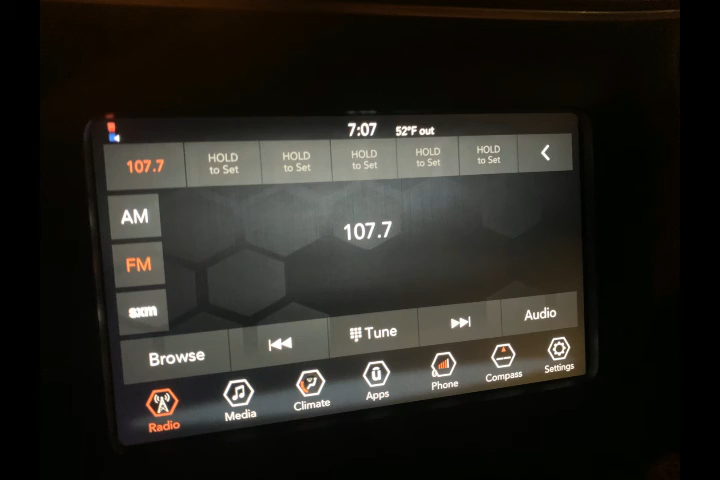 7:07 52°F out
107.7 HOLD to Set HOLD to Set HOLD to Set HOLD to Set HOLD to Set
AM
107.7
FM
sxm
Browse Tune Audio
Radio Media Climate Apps Phone Compass Settings